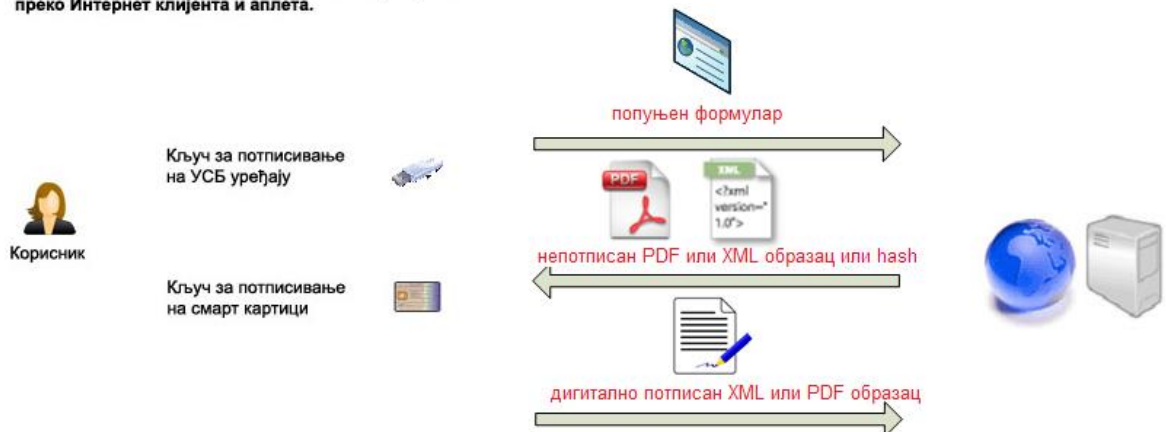 преко Интернет клијента и аплета.
попуњен формулар
Кључ за потписивање
на УСБ уређају
PDF
XML
<?xml
version="
1.0">
Корисник
непотписан PDF или XML образац или hash
Кључ за потписивање
на смарт картици
дигитално потписан XML или PDF образац